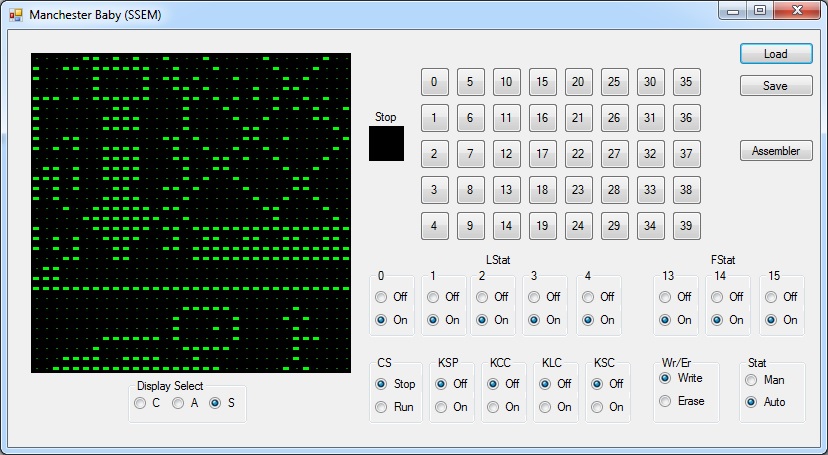 Manchester Baby (SSEM)
Load
Save
Assembler
Stop
0 5 10 15 20 25 30 35
1 6 11 16 21 26 31 36
2 7 12 17 22 27 32 37
3 8 13 18 23 28 33 38
4 9 14 19 24 29 34 39
LStat FStat
0 1 2 3 4 13 14 15
Off Off Off Off Off Off Off Off
On On On On On On On On
CS KSP KCC KLC KSC Wr/Er Stat
Stop Off Off Off Off Write Man
Run On On On On Erase Auto
Display Select
C A S